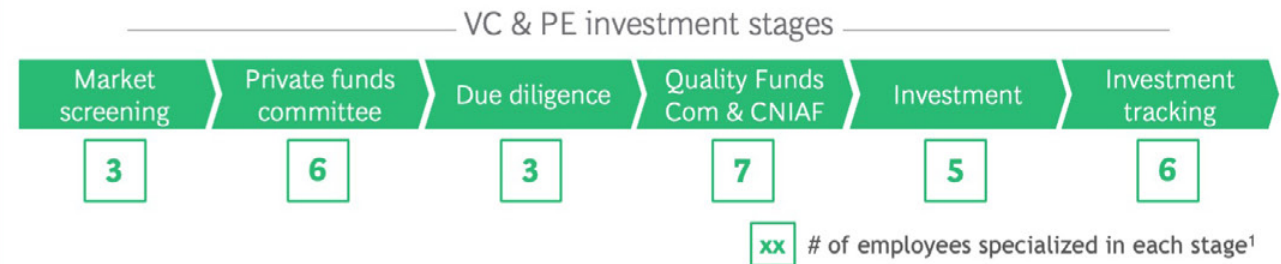 VC & PE investment stages
Market
screening
Private funds
committee
Due diligence
Quality Funds
Com & CNIAF
Investment
Investment
tracking
3
6
3
7
5
6
xx # of employees specialized in each stage¹